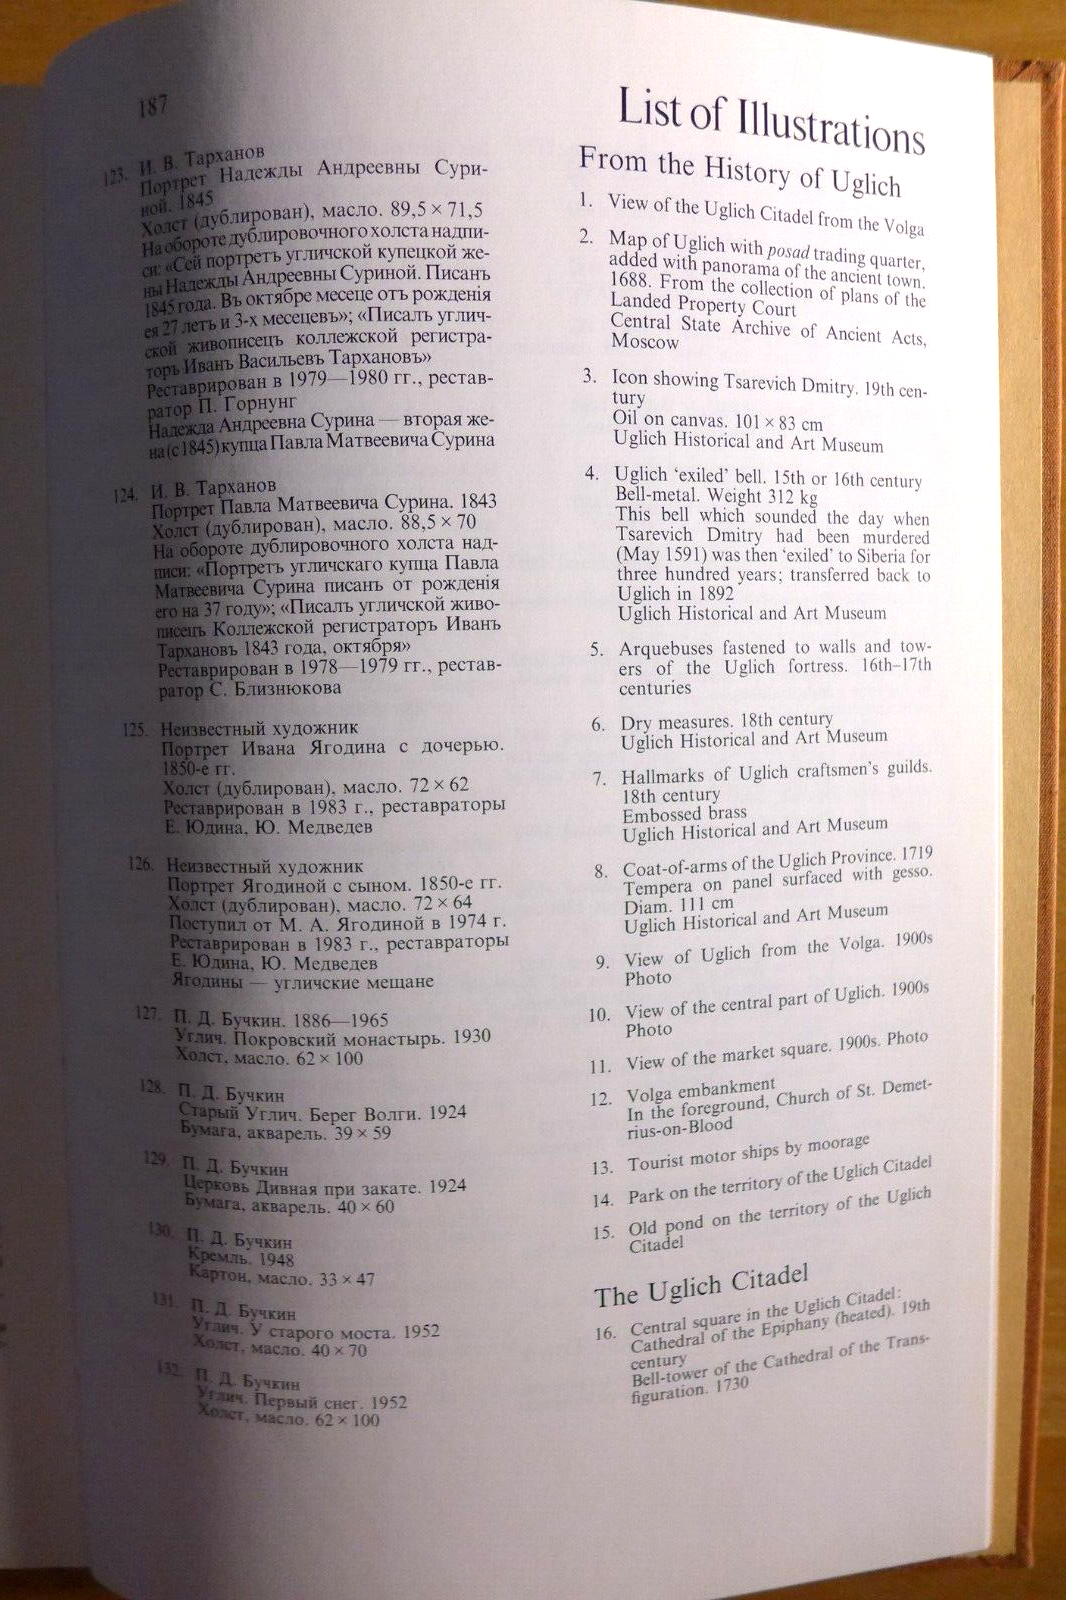 187
123. И. В. Тарханов
Портрет Надежды Андреевны Сури-
ной. 1845
Холст (дублирован), масло. 89,5 × 71,5
На обороте дублировочного холста надпи-
си: «Сей портретъ угличской купецкой же-
ны Надежды Андреевны Суриной. Писанъ
1845 года. Въ октябре месеце отъ рожденiя
ея 27 летъ и 3-х месецевъ»; «Писалъ углич-
ской живописецъ коллежской регистра-
торъ Иванъ Васильевъ Тархановъ»
Реставрирован в 1979—1980 гг., рестав-
ратор П. Горнунг
Надежда Андреевна Сурина — вторая же-
на (с 1845) купца Павла Матвеевича Сурина
124. И. В. Тарханов
Портрет Павла Матвеевича Сурина. 1843
Холст (дублирован), масло. 88,5 × 70
На обороте дублировочного холста над-
писи: «Портретъ угличскаго купца Павла
Матвеевича Сурина писанъ от рожденiя
его на 37 году»; «Писалъ угличской живо-
писецъ Коллежской регистраторъ Иванъ
Тархановъ 1843 года, октября»
Реставрирован в 1978—1979 гг., рестав-
ратор С. Близнюкова
125. Неизвестный художник
Портрет Ивана Ягодина с дочерью.
1850-е гг.
Холст (дублирован), масло. 72 × 62
Реставрирован в 1983 г., реставраторы
Е. Юдина, Ю. Медведев
126. Неизвестный художник
Портрет Ягодиной с сыном. 1850-е гг.
Холст (дублирован), масло. 72 × 64
Поступил от М. А. Ягодиной в 1974 г.
Реставрирован в 1983 г., реставраторы
Е. Юдина, Ю. Медведев
Ягодины — угличские мещане
127. П. Д. Бучкин. 1886—1965
Углич. Покровский монастырь. 1930
Холст, масло. 62 × 100
128. П. Д. Бучкин
Старый Углич. Берег Волги. 1924
Бумага, акварель. 39 × 59
129. П. Д. Бучкин
Церковь Дивная при закате. 1924
Бумага, акварель. 40 × 60
130. П. Д. Бучкин
Кремль. 1948
Картон, масло. 33 × 47
131. П. Д. Бучкин
Углич. У старого моста. 1952
Холст, масло. 40 × 70
132. П. Д. Бучкин
Углич. Первый снег. 1952
Холст, масло. 62 × 100
List of Illustrations
From the History of Uglich
1. View of the Uglich Citadel from the Volga
2. Map of Uglich with posad trading quarter,
added with panorama of the ancient town.
1688. From the collection of plans of the
Landed Property Court
Central State Archive of Ancient Acts,
Moscow
3. Icon showing Tsarevich Dmitry. 19th cen-
tury
Oil on canvas. 101 × 83 cm
Uglich Historical and Art Museum
4. Uglich ‘exiled’ bell. 15th or 16th century
Bell-metal. Weight 312 kg
This bell which sounded the day when
Tsarevich Dmitry had been murdered
(May 1591) was then ‘exiled’ to Siberia for
three hundred years; transferred back to
Uglich in 1892
Uglich Historical and Art Museum
5. Arquebuses fastened to walls and tow-
ers of the Uglich fortress. 16th–17th
centuries
6. Dry measures. 18th century
Uglich Historical and Art Museum
7. Hallmarks of Uglich craftsmen’s guilds.
18th century
Embossed brass
Uglich Historical and Art Museum
8. Coat-of-arms of the Uglich Province. 1719
Tempera on panel surfaced with gesso.
Diam. 111 cm
Uglich Historical and Art Museum
9. View of Uglich from the Volga. 1900s
Photo
10. View of the central part of Uglich. 1900s
Photo
11. View of the market square. 1900s. Photo
12. Volga embankment
In the foreground, Church of St. Demet-
rius-on-Blood
13. Tourist motor ships by moorage
14. Park on the territory of the Uglich Citadel
15. Old pond on the territory of the Uglich
Citadel
The Uglich Citadel
16. Central square in the Uglich Citadel:
Cathedral of the Epiphany (heated). 19th
century
Bell-tower of the Cathedral of the Trans-
figuration. 1730